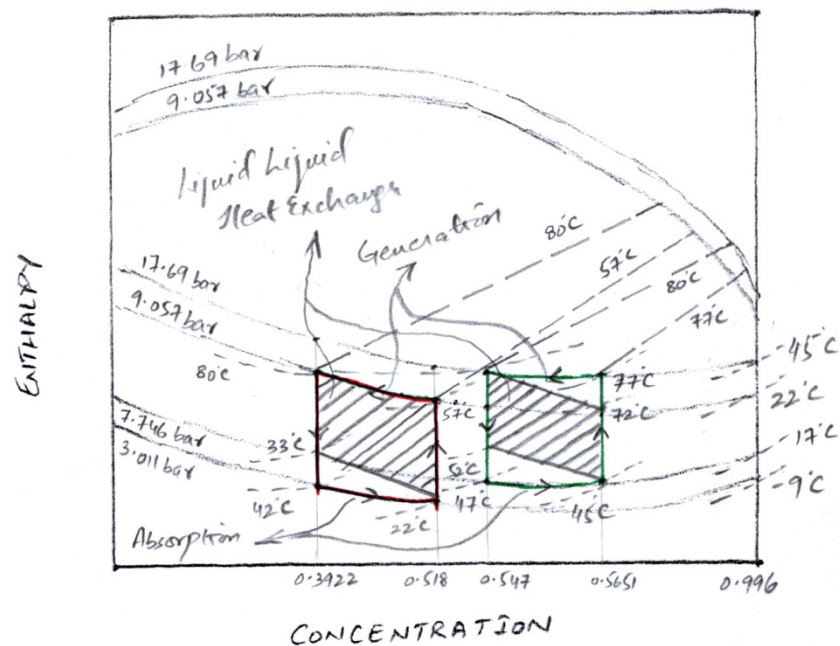 17.69 bar
9.057 bar
Liquid Liquid
Heat Exchange
Generation
80°C
57°C
80°C
77°C
17.69 bar
9.057 bar
45°C
80°C
77°C
22°C
57°C
72°C
7.746 bar
33°C
17°C
3.011 bar
52°C
9°C
42°C
47°C
45°C
22°C
Absorption
0.3922 0.518 0.547 0.5651 0.996
CONCENTRATION
ENTHALPY